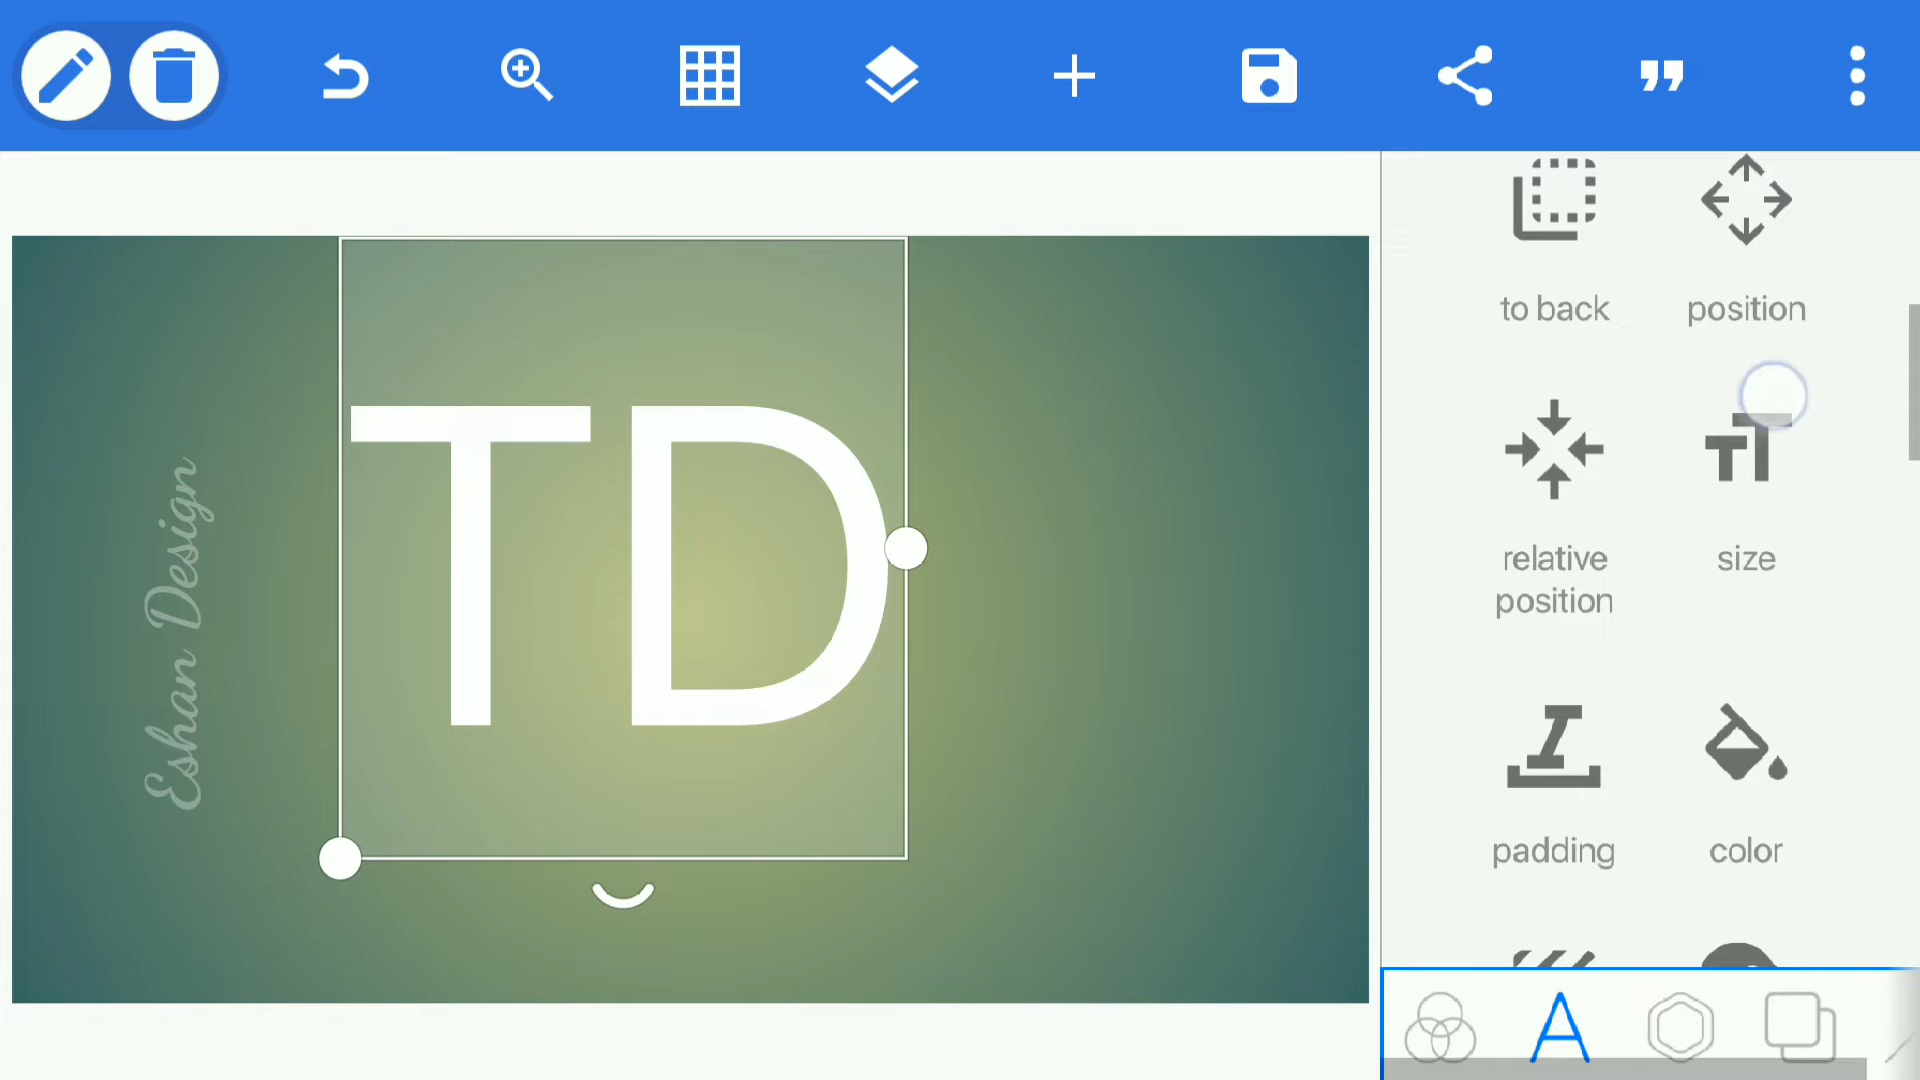 to back
position
TD
Eshan Design
relative
position
size
padding
color